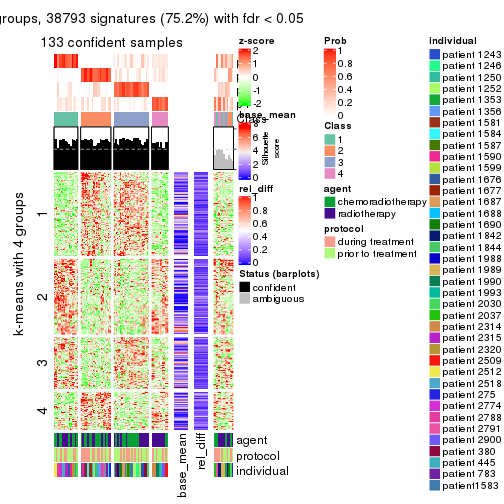 groups, 38793 signatures (75.2%) with fdr < 0.05
133 confident samples
k-means with 4 groups
1
2
3
4
p
p
p
p
Class
Silhouette
score
base_mean
rel_diff
agent
protocol
individual
z-score
2
1
0
-1
-2
base_mean
8
6
4
2
0
rel_diff
1
0.8
0.6
0.4
0.2
0
Status (barplots)
confident
ambiguous
Prob
1
0.8
0.6
0.4
0.2
0
Class
1
2
3
4
agent
chemoradiotherapy
radiotherapy
protocol
during treatment
prior to treatment
individual
patient 1243
patient 1246
patient 1250
patient 1252
patient 1353
patient 1356
patient 1581
patient 1584
patient 1587
patient 1590
patient 1599
patient 1676
patient 1677
patient 1687
patient 1688
patient 1690
patient 1842
patient 1844
patient 1988
patient 1989
patient 1990
patient 1993
patient 2030
patient 2037
patient 2314
patient 2315
patient 2320
patient 2509
patient 2512
patient 2518
patient 275
patient 2774
patient 2788
patient 2791
patient 2900
patient 380
patient 445
patient 783
patient1583